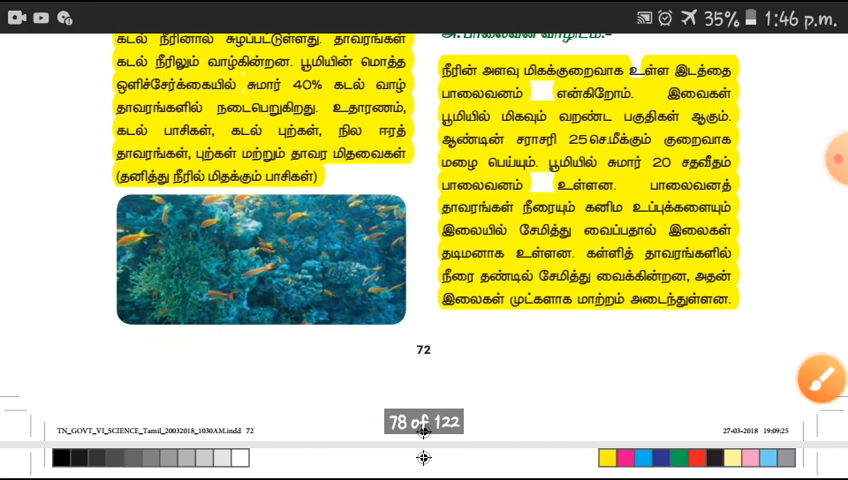 35% 1:46 p.m.
கடல் நீரினால் சூழப்பட்டுள்ளது. தாவரங்கள்
கடல் நீரிலும் வாழ்கின்றன. பூமியின் மொத்த
ஒளிச்சேர்க்கையில் சுமார் 40% கடல் வாழ்
தாவரங்களில் நடைபெறுகிறது. உதாரணம்,
கடல் பாசிகள், கடல் புற்கள், நில ஈரத்
தாவரங்கள், புற்கள் மற்றும் தாவர மிதவைகள்
(தனித்து நீரில் மிதக்கும் பாசிகள்)
அ. பாலைவன வாழிடம்:-
நீரின் அளவு மிகக்குறைவாக உள்ள இடத்தை
பாலைவனம் என்கிறோம். இவைகள்
பூமியில் மிகவும் வறண்ட பகுதிகள் ஆகும்.
ஆண்டின் சராசரி 25செ.மீக்கும் குறைவாக
மழை பெய்யும். பூமியில் சுமார் 20 சதவீதம்
பாலைவனம் உள்ளன. பாலைவனத்
தாவரங்கள் நீரையும் கனிம உப்புக்களையும்
இலையில் சேமித்து வைப்பதால் இலைகள்
தடிமனாக உள்ளன. கள்ளித் தாவரங்களில்
நீரை தண்டில் சேமித்து வைக்கின்றன, அதன்
இலைகள் முட்களாக மாற்றம் அடைந்துள்ளன.
72
78 of 122
TN_GOVT_VI_SCIENCE_Tamil_20032018_1030AM.indd 72
27-03-2018 19:09:25